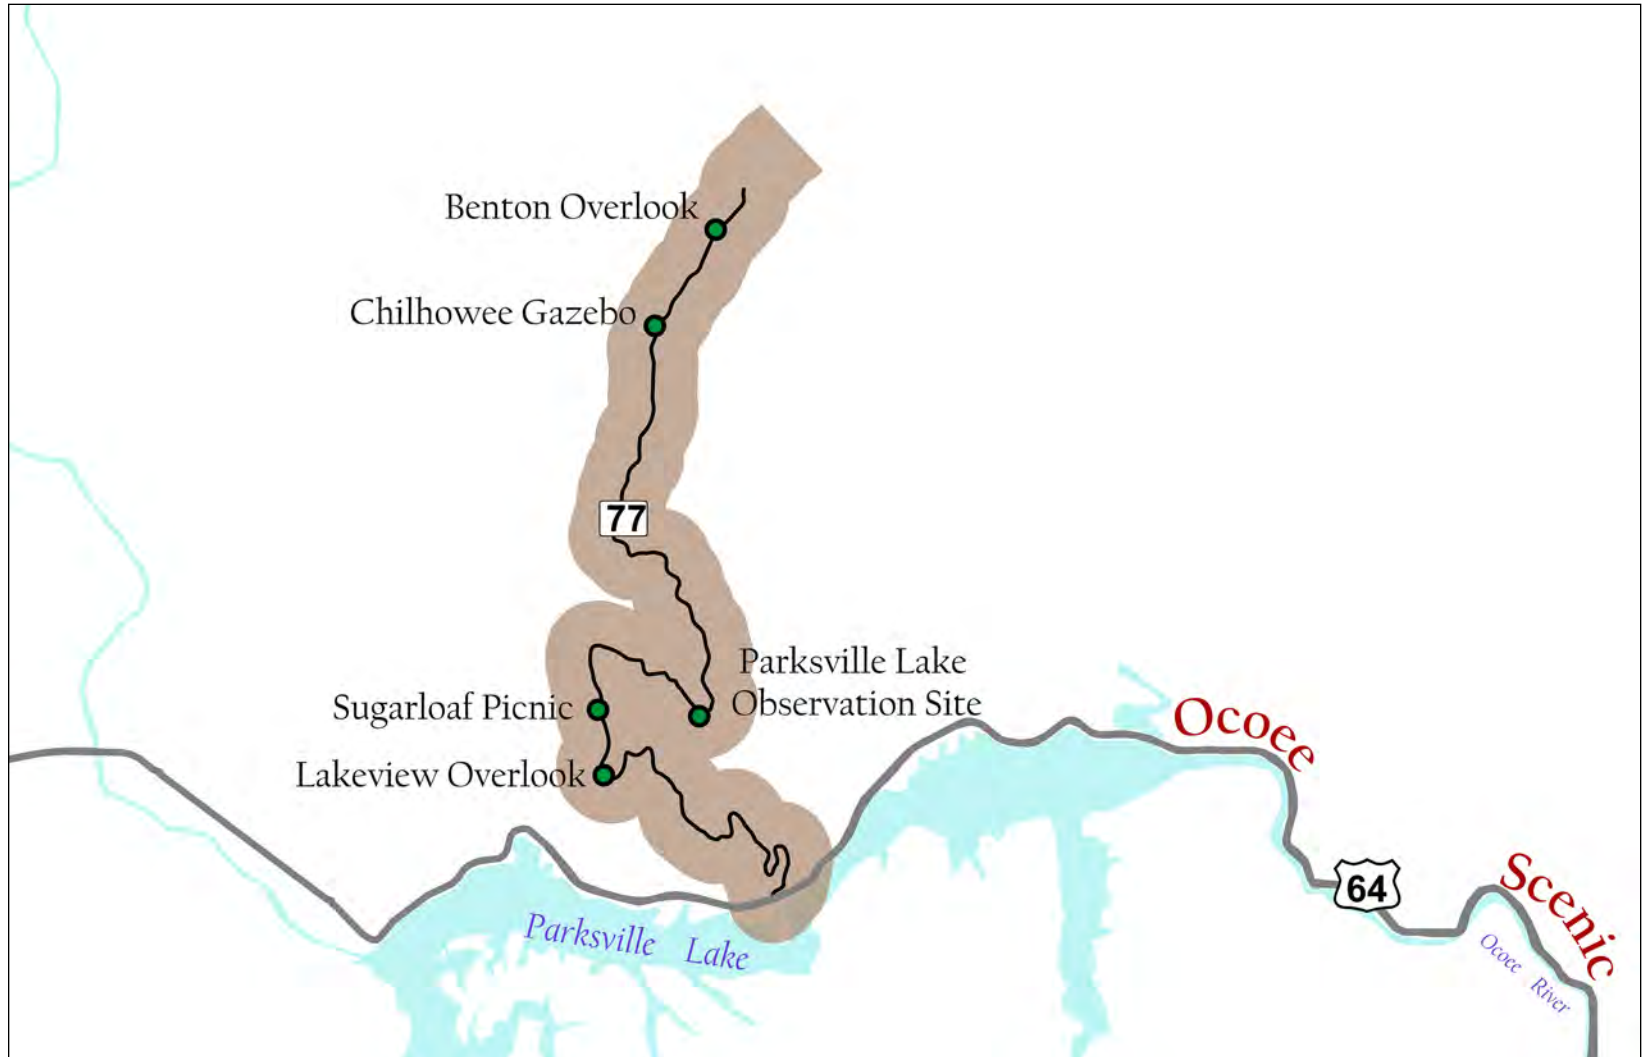 Benton Overlook
Chilhowee Gazebo
77
Parksville Lake
Observation Site
Sugarloaf Picnic
Lakeview Overlook
Ocoee
64
Scenic
Parksville Lake
Ocoee River